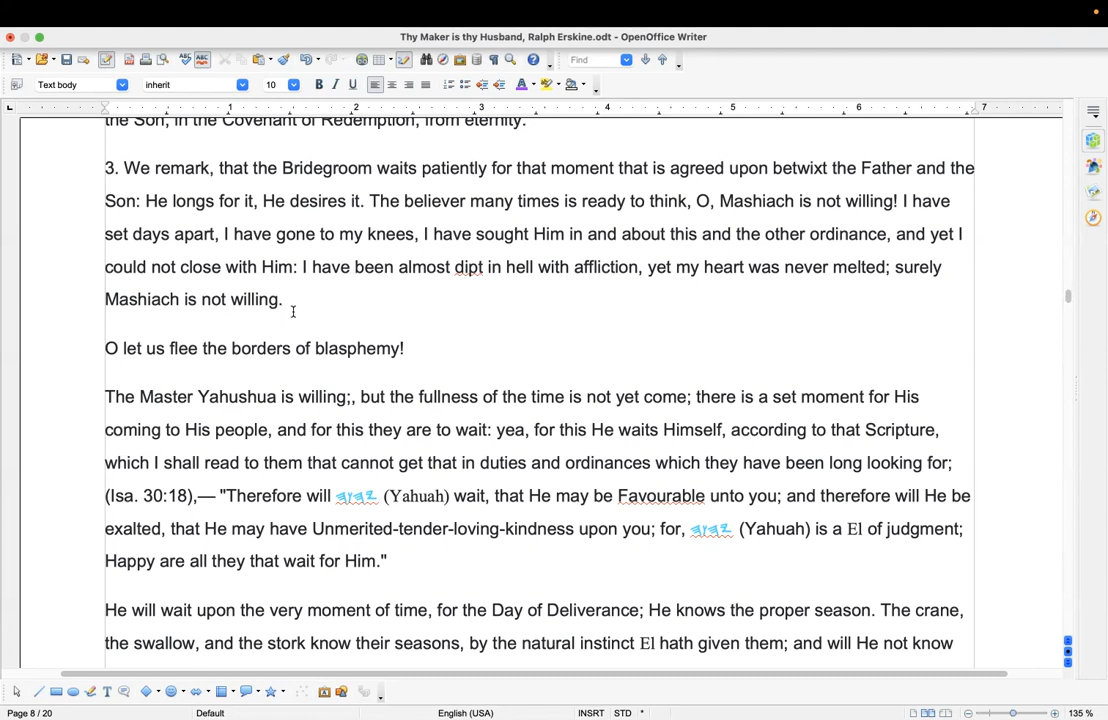 Thy Maker is thy Husband, Ralph Erskine.odt - OpenOffice Writer
Find
Text body inherit 10 B I U A
1 2 3 4 5 6 7
the Son, in the Covenant of Redemption, from eternity.
3. We remark, that the Bridegroom waits patiently for that moment that is agreed upon betwixt the Father and the
Son: He longs for it, He desires it. The believer many times is ready to think, O, Mashiach is not willing! I have
set days apart, I have gone to my knees, I have sought Him in and about this and the other ordinance, and yet I
could not close with Him: I have been almost dipt in hell with affliction, yet my heart was never melted; surely
Mashiach is not willing.
O let us flee the borders of blasphemy!
The Master Yahushua is willing;, but the fullness of the time is not yet come; there is a set moment for His
coming to His people, and for this they are to wait: yea, for this He waits Himself, according to that Scripture,
which I shall read to them that cannot get that in duties and ordinances which they have been long looking for;
(Isa. 30:18),— "Therefore will 𐤉𐤄𐤅𐤄 (Yahuah) wait, that He may be Favourable unto you; and therefore will He be
exalted, that He may have Unmerited-tender-loving-kindness upon you; for, 𐤉𐤄𐤅𐤄 (Yahuah) is a El of judgment;
Happy are all they that wait for Him."
He will wait upon the very moment of time, for the Day of Deliverance; He knows the proper season. The crane,
the swallow, and the stork know their seasons, by the natural instinct El hath given them; and will He not know
Page 8 / 20 Default English (USA) INSRT STD * 135 %